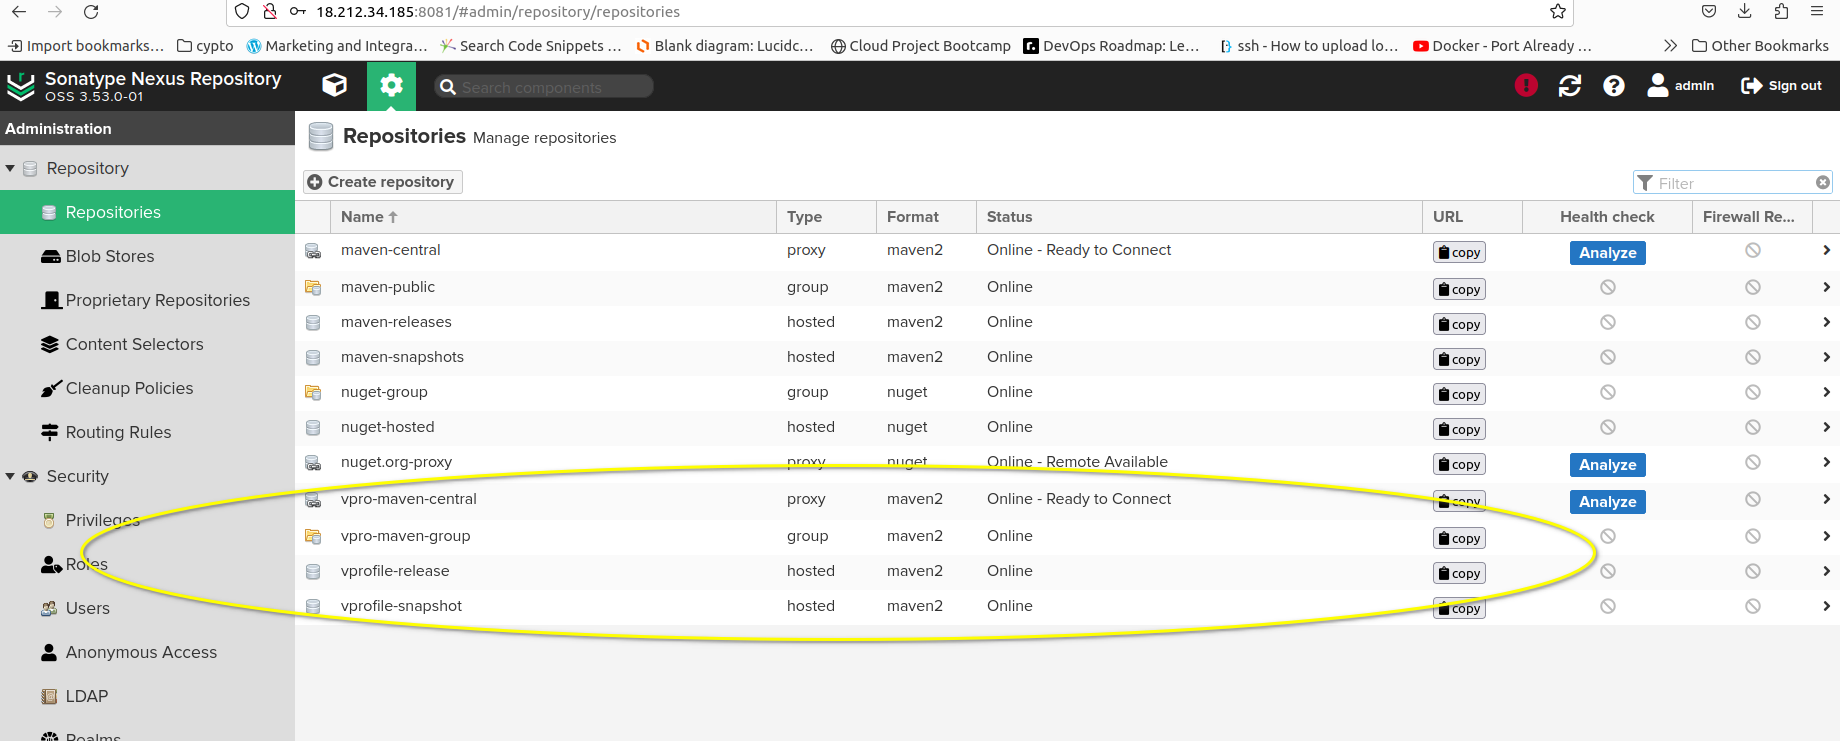 18.212.34.185:8081/#admin/repository/repositories
Import bookmarks... cypto Marketing and Integra... Search Code Snippets ... Blank diagram: Lucidc... Cloud Project Bootcamp DevOps Roadmap: Le... ssh - How to upload lo... Docker - Port Already ... Other Bookmarks
Sonatype Nexus Repository
OSS 3.53.0-01
Search components
admin Sign out
Administration
Repository
Repositories
Blob Stores
Proprietary Repositories
Content Selectors
Cleanup Policies
Routing Rules
Security
Privileges
Roles
Users
Anonymous Access
LDAP
Realms
Repositories Manage repositories
Create repository
Filter
Name Type Format Status URL Health check Firewall Re...
maven-central proxy maven2 Online - Ready to Connect copy Analyze
maven-public group maven2 Online copy
maven-releases hosted maven2 Online copy
maven-snapshots hosted maven2 Online copy
nuget-group group nuget Online copy
nuget-hosted hosted nuget Online copy
nuget.org-proxy proxy nuget Online - Remote Available copy Analyze
vpro-maven-central proxy maven2 Online - Ready to Connect copy Analyze
vpro-maven-group group maven2 Online copy
vprofile-release hosted maven2 Online copy
vprofile-snapshot hosted maven2 Online copy